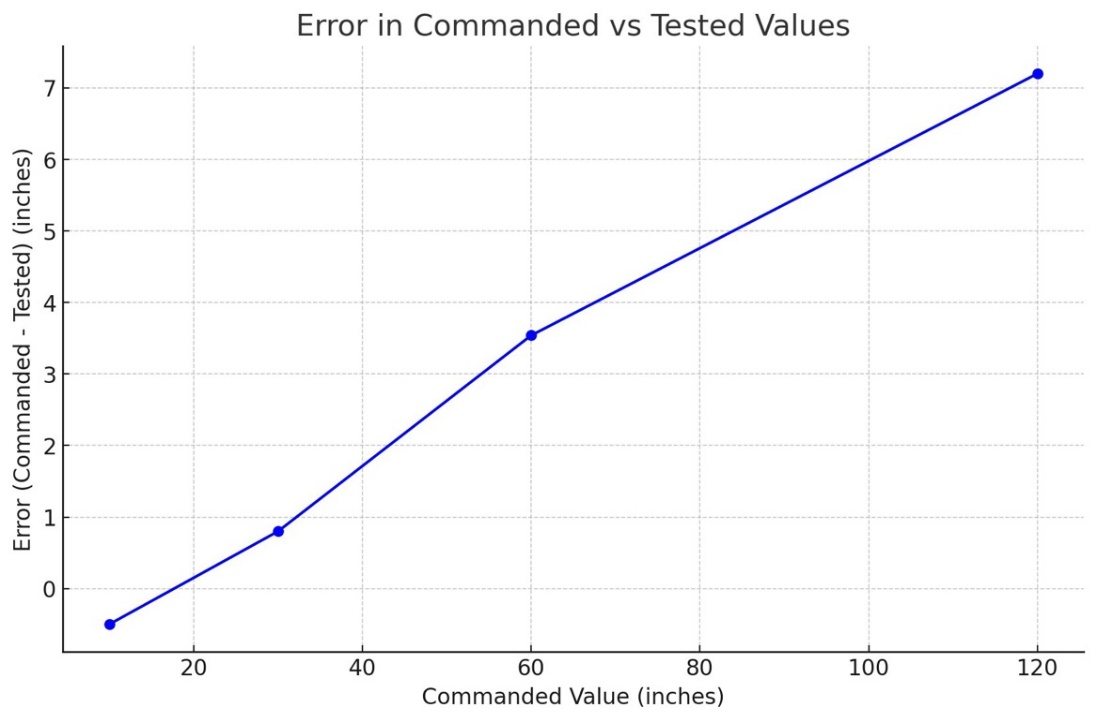 Error in Commanded vs Tested Values
Error (Commanded - Tested) (inches)
7
6
5
4
3
2
1
0
20 40 60 80 100 120
Commanded Value (inches)